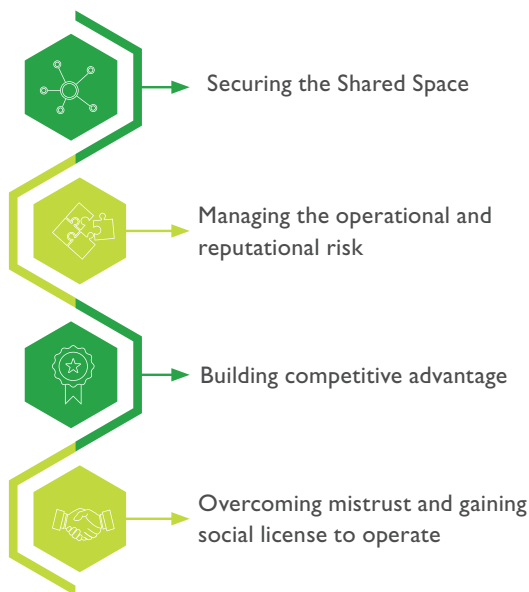 Securing the Shared Space
Managing the operational and
reputational risk
Building competitive advantage
Overcoming mistrust and gaining
social license to operate